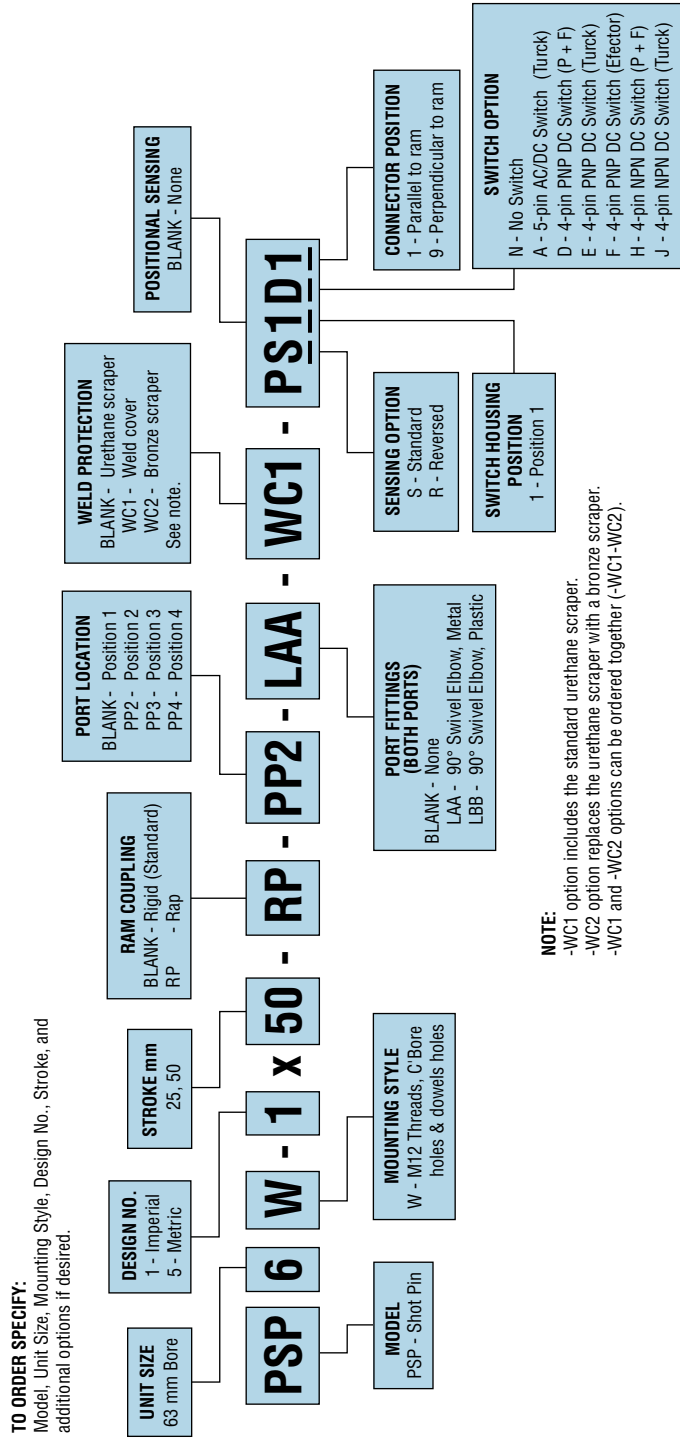 TO ORDER SPECIFY:
Model, Unit Size, Mounting Style, Design No., Stroke, and
additional options if desired.
UNIT SIZE
63 mm Bore
DESIGN NO.
1 - Imperial
5 - Metric
STROKE mm
25, 50
RAM COUPLING
BLANK - Rigid (Standard)
RP - Rap
PORT LOCATION
BLANK - Position 1
PP2 - Position 2
PP3 - Position 3
PP4 - Position 4
WELD PROTECTION
BLANK - Urethane scraper
WC1 - Weld cover
WC2 - Bronze scraper
See note.
POSITIONAL SENSING
BLANK - None
PSP 6 W - 1 x 50 - RP - PP2 - LAA - WC1 - PS1D1
MODEL
PSP - Shot Pin
MOUNTING STYLE
W - M12 Threads, C'Bore
holes & dowels holes
PORT FITTINGS
(BOTH PORTS)
BLANK - None
LAA - 90° Swivel Elbow, Metal
LBB - 90° Swivel Elbow, Plastic
SENSING OPTION
S - Standard
R - Reversed
SWITCH HOUSING
POSITION
1 - Position 1
CONNECTOR POSITION
1 - Parallel to ram
9 - Perpendicular to ram
SWITCH OPTION
N - No Switch
A - 5-pin AC/DC Switch (Turck)
D - 4-pin PNP DC Switch (P + F)
E - 4-pin PNP DC Switch (Turck)
F - 4-pin PNP DC Switch (Efector)
H - 4-pin NPN DC Switch (P + F)
J - 4-pin NPN DC Switch (Turck)
NOTE:
-WC1 option includes the standard urethane scraper.
-WC2 option replaces the urethane scraper with a bronze scraper.
-WC1 and -WC2 options can be ordered together (-WC1-WC2).